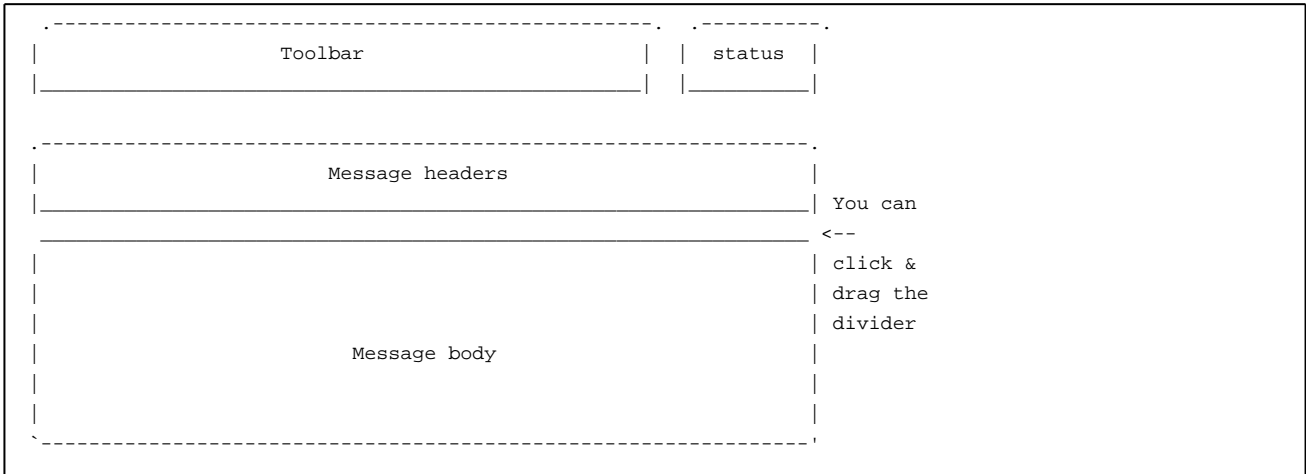 Toolbar status
Message headers
You can
<--
click &
drag the
divider
Message body